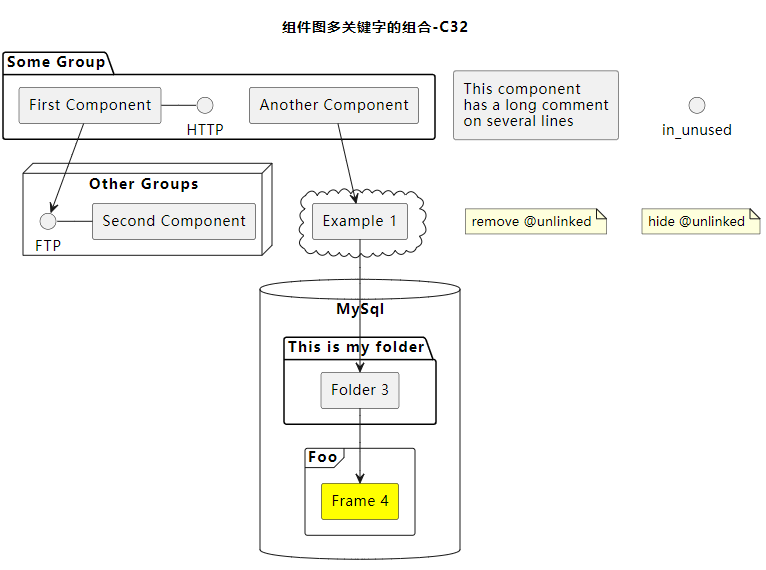 组件图多关键字的组合-C32
Some Group
First Component
HTTP
Another Component
This component
has a long comment
on several lines
in_unused
Other Groups
FTP
Second Component
Example 1
remove @unlinked
hide @unlinked
MySql
This is my folder
Folder 3
Foo
Frame 4